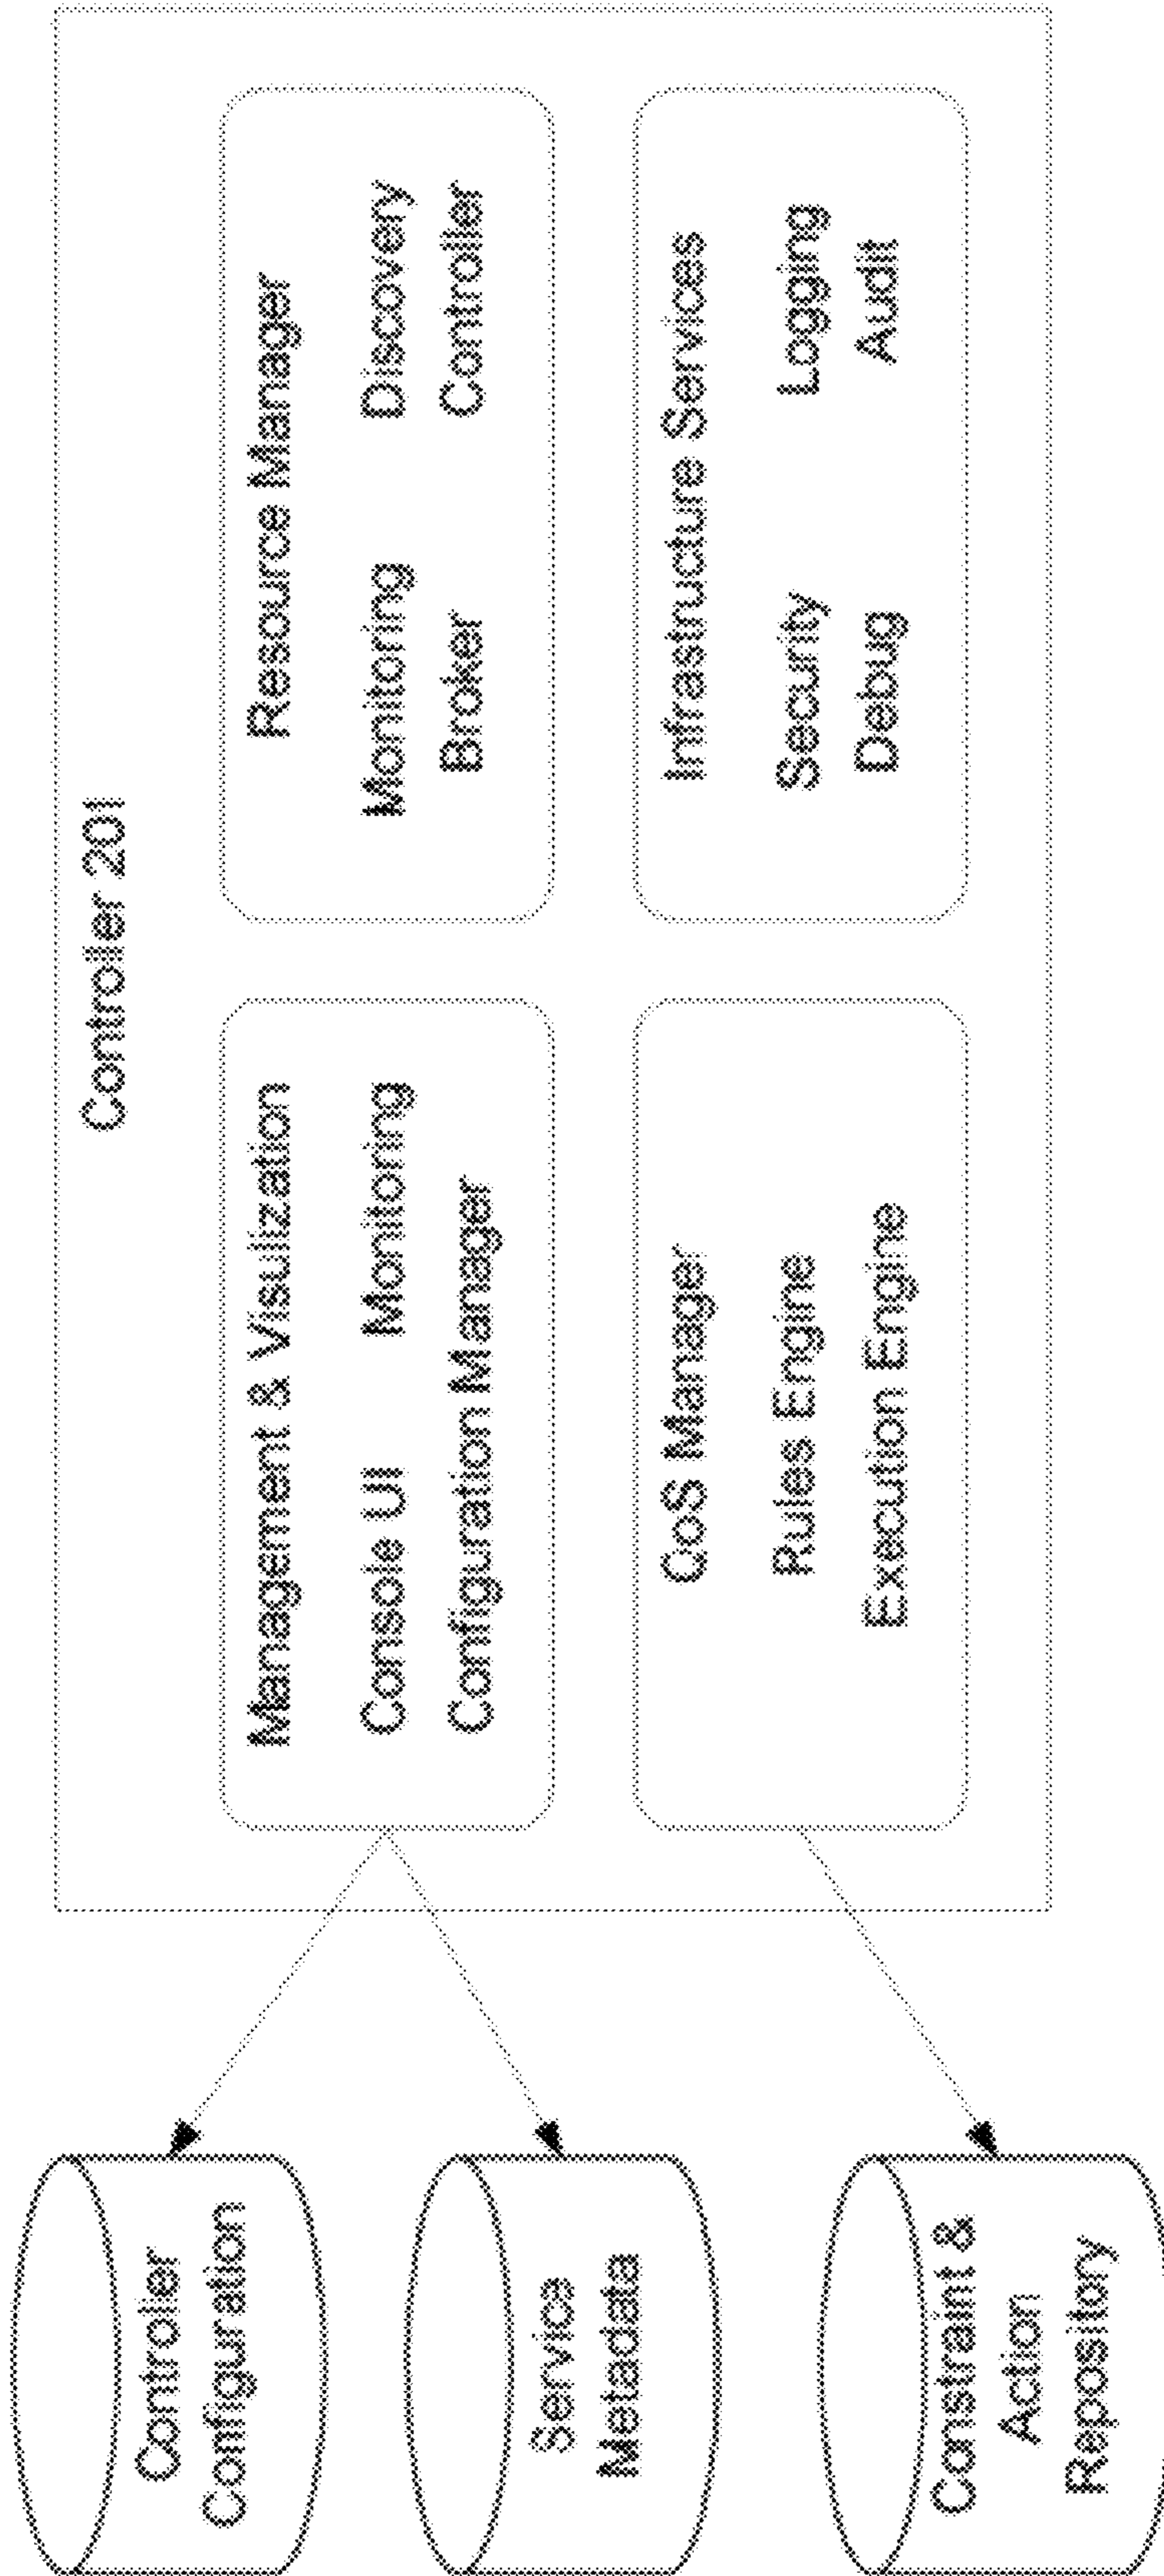 Controller 201
Controller
Configuration
Service
Metadata
Constraint &
Action
Repository
Management & Visulization
Console UI Monitoring
Configuration Manager
Resource Manager
Monitoring Discovery
Broker Controller
QoS Manager
Rules Engine
Execution Engine
Infrastructure Services
Security Logging
Debug Audit